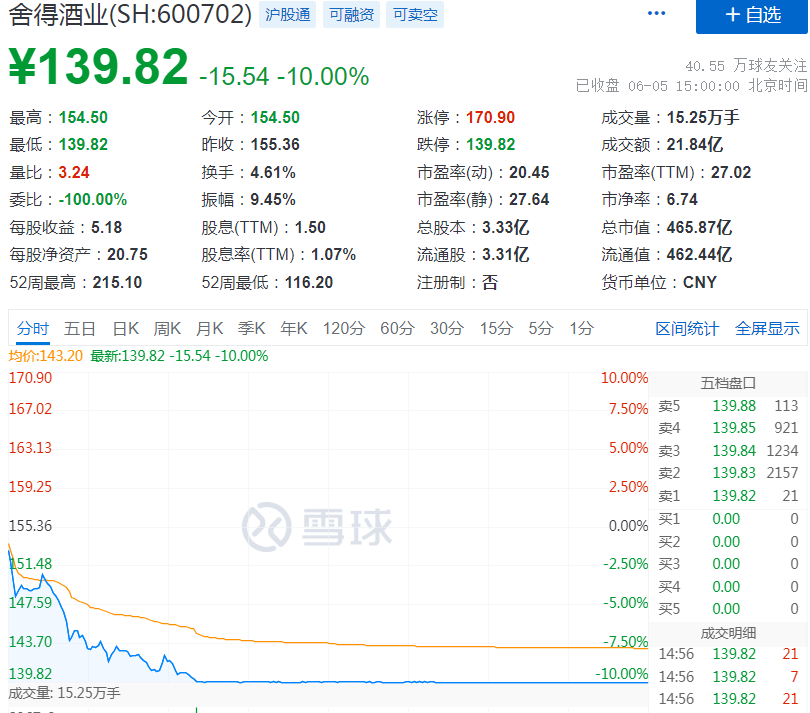 舍得酒业(SH:600702) 沪股通 可融资 可卖空 ··· + 自选
¥139.82 -15.54 -10.00%
40.55 万球友关注
已收盘 06-05 15:00:00 北京时间
最高：154.50 今开：154.50 涨停：170.90 成交量：15.25万手
最低：139.82 昨收：155.36 跌停：139.82 成交额：21.84亿
量比：3.24 换手：4.61% 市盈率(动)：20.45 市盈率(TTM)：27.02
委比：-100.00% 振幅：9.45% 市盈率(静)：27.64 市净率：6.74
每股收益：5.18 股息(TTM)：1.50 总股本：3.33亿 总市值：465.87亿
每股净资产：20.75 股息率(TTM)：1.07% 流通股：3.31亿 流通值：462.44亿
52周最高：215.10 52周最低：116.20 注册制：否 货币单位：CNY
分时 五日 日K 周K 月K 季K 年K 120分 60分 30分 15分 5分 1分 区间统计 全屏显示
均价:143.20 最新:139.82 -15.54 -10.00%
170.90 10.00%
167.02 7.50%
163.13 5.00%
159.25 2.50%
155.36 0.00%
151.48 -2.50%
147.59 -5.00%
143.70 -7.50%
139.82 -10.00%
雪球
成交量: 15.25万手
五档盘口
卖5 139.88 113
卖4 139.85 921
卖3 139.84 1234
卖2 139.83 2157
卖1 139.82 21
买1 0.00 0
买2 0.00 0
买3 0.00 0
买4 0.00 0
买5 0.00 0
成交明细
14:56 139.82 21
14:56 139.82 7
14:56 139.82 21